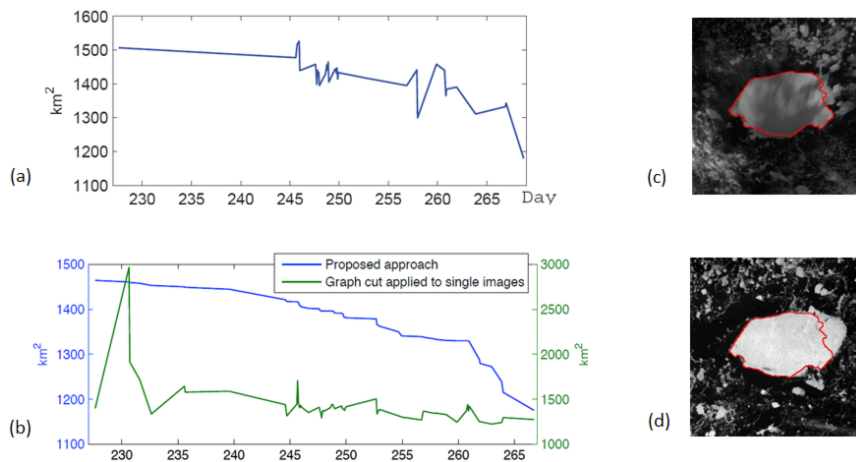 (a)
km²
1600
1500
1400
1300
1200
1100
230 235 240 245 250 255 260 265 Day
(b)
km²
1500
1400
1300
1200
1100
Proposed approach
Graph cut applied to single images
3000
2500
2000
1500
1000
km²
230 235 240 245 250 255 260 265
(c)
(d)